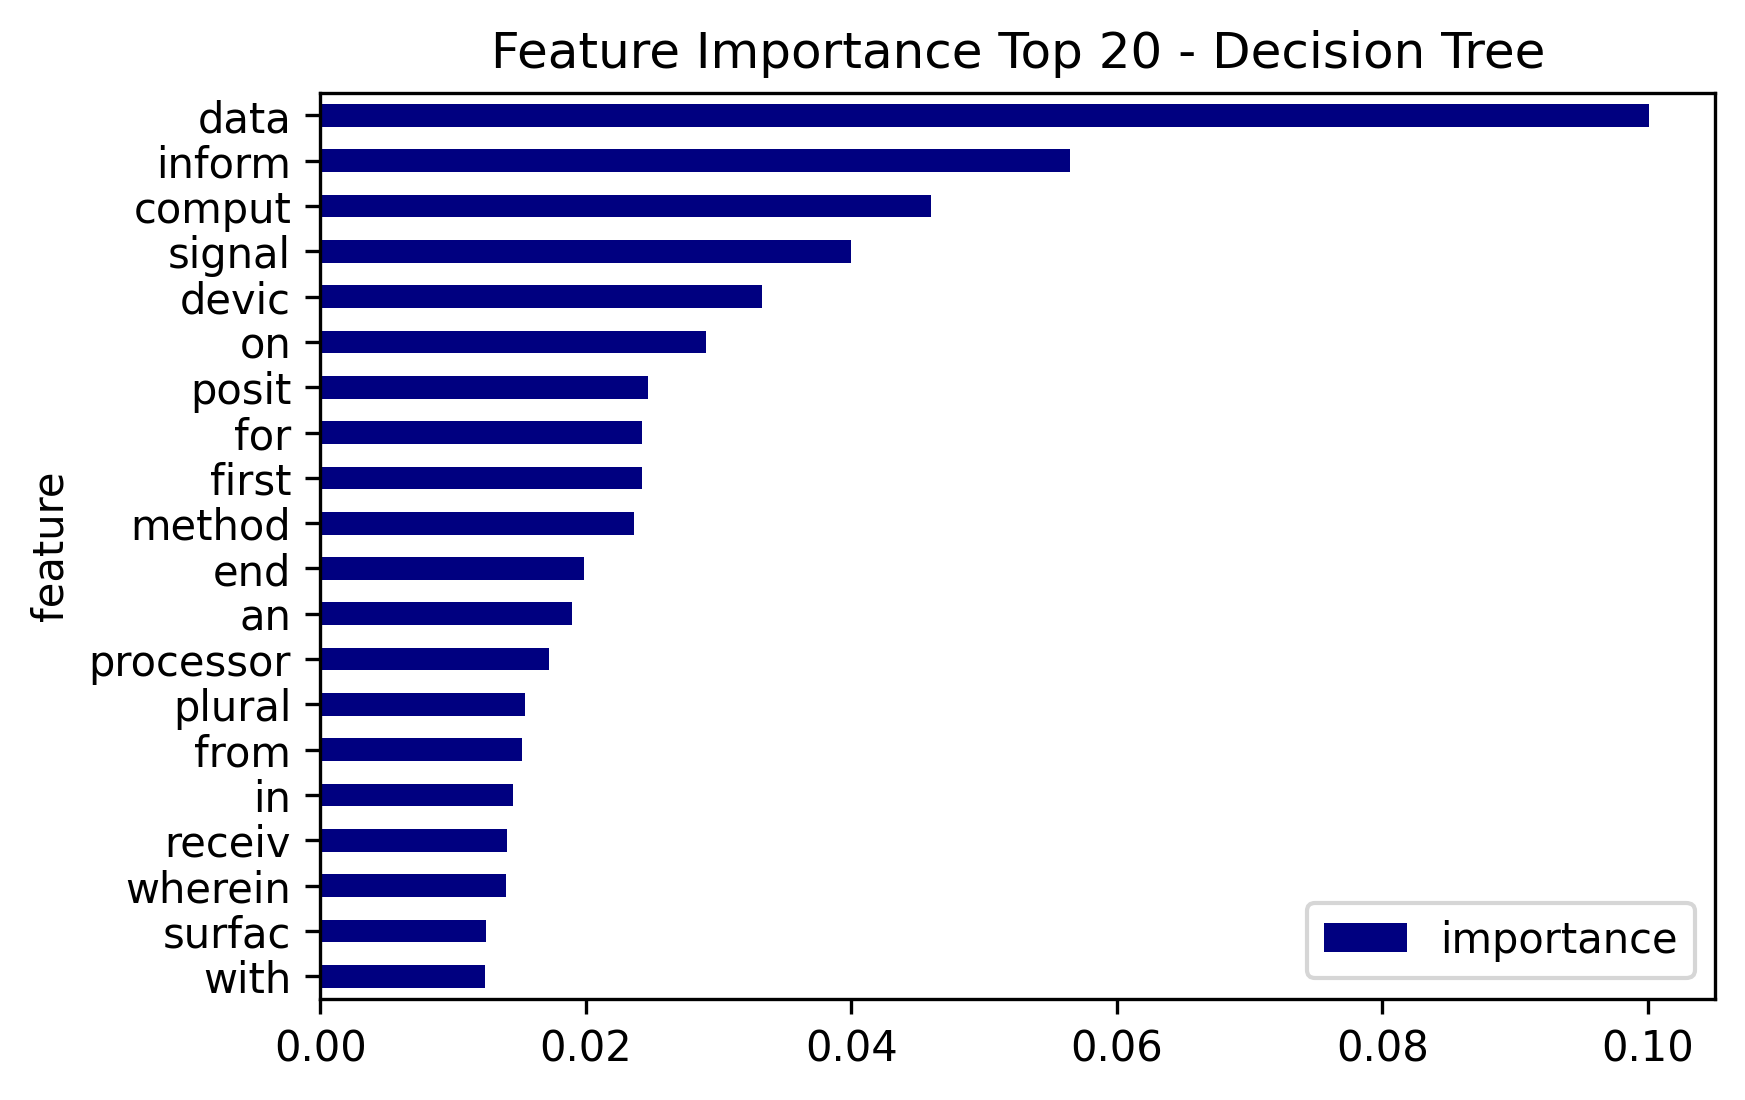 Feature Importance Top 20 - Decision Tree
feature
data
inform
comput
signal
devic
on
posit
for
first
method
end
an
processor
plural
from
in
receiv
wherein
surfac
with
importance
0.00 0.02 0.04 0.06 0.08 0.10